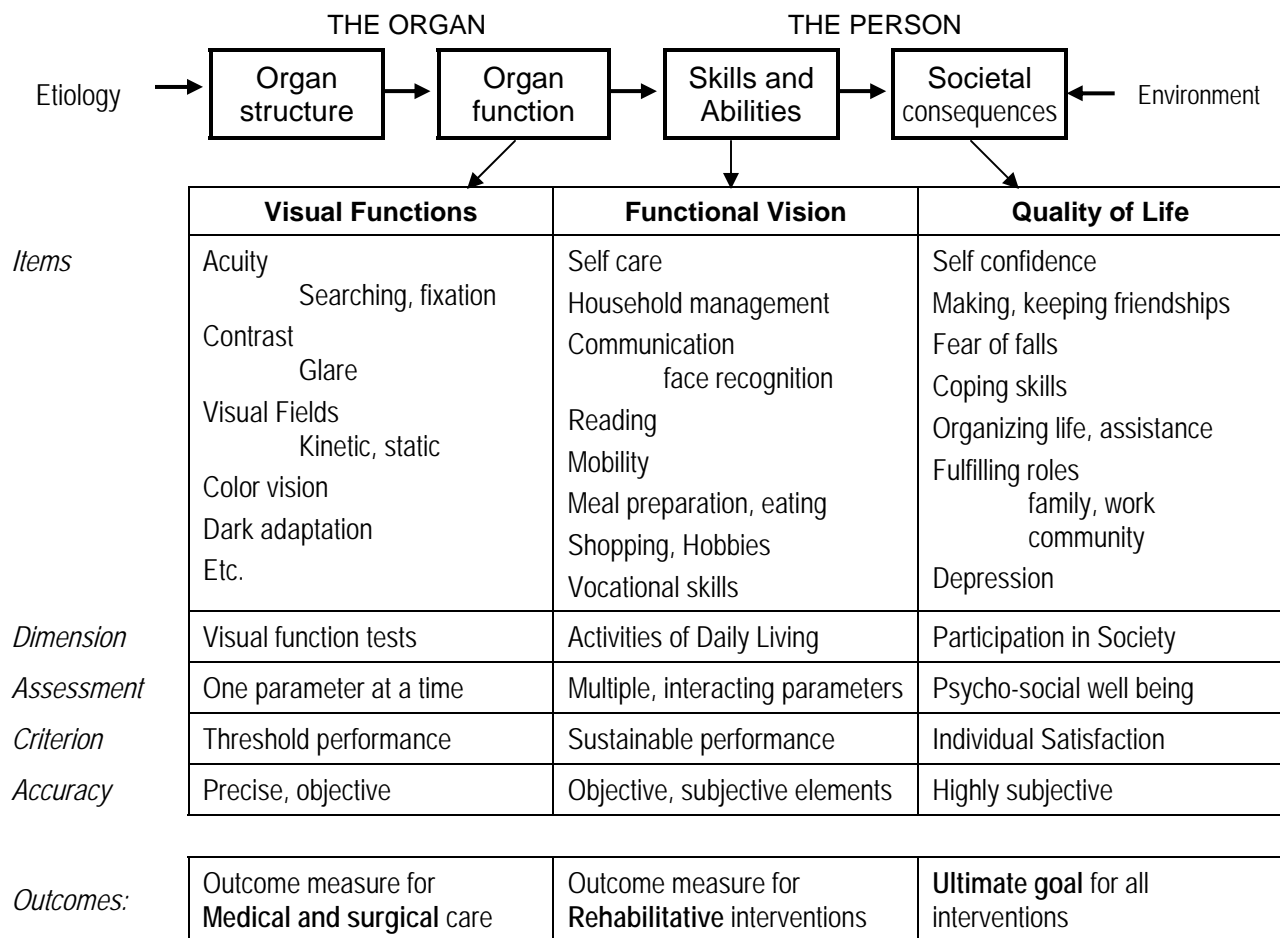 THE ORGAN THE PERSON
Etiology
Organ
structure
Organ
function
Skills and
Abilities
Societal
consequences
Environment
Visual Functions Functional Vision Quality of Life
Items
Acuity
Searching, fixation
Contrast
Glare
Visual Fields
Kinetic, static
Color vision
Dark adaptation
Etc.
Self care
Household management
Communication
face recognition
Reading
Mobility
Meal preparation, eating
Shopping, Hobbies
Vocational skills
Self confidence
Making, keeping friendships
Fear of falls
Coping skills
Organizing life, assistance
Fulfilling roles
family, work
community
Depression
Dimension Visual function tests Activities of Daily Living Participation in Society
Assessment One parameter at a time Multiple, interacting parameters Psycho-social well being
Criterion Threshold performance Sustainable performance Individual Satisfaction
Accuracy Precise, objective Objective, subjective elements Highly subjective
Outcomes:
Outcome measure for
Medical and surgical care
Outcome measure for
Rehabilitative interventions
Ultimate goal for all
interventions